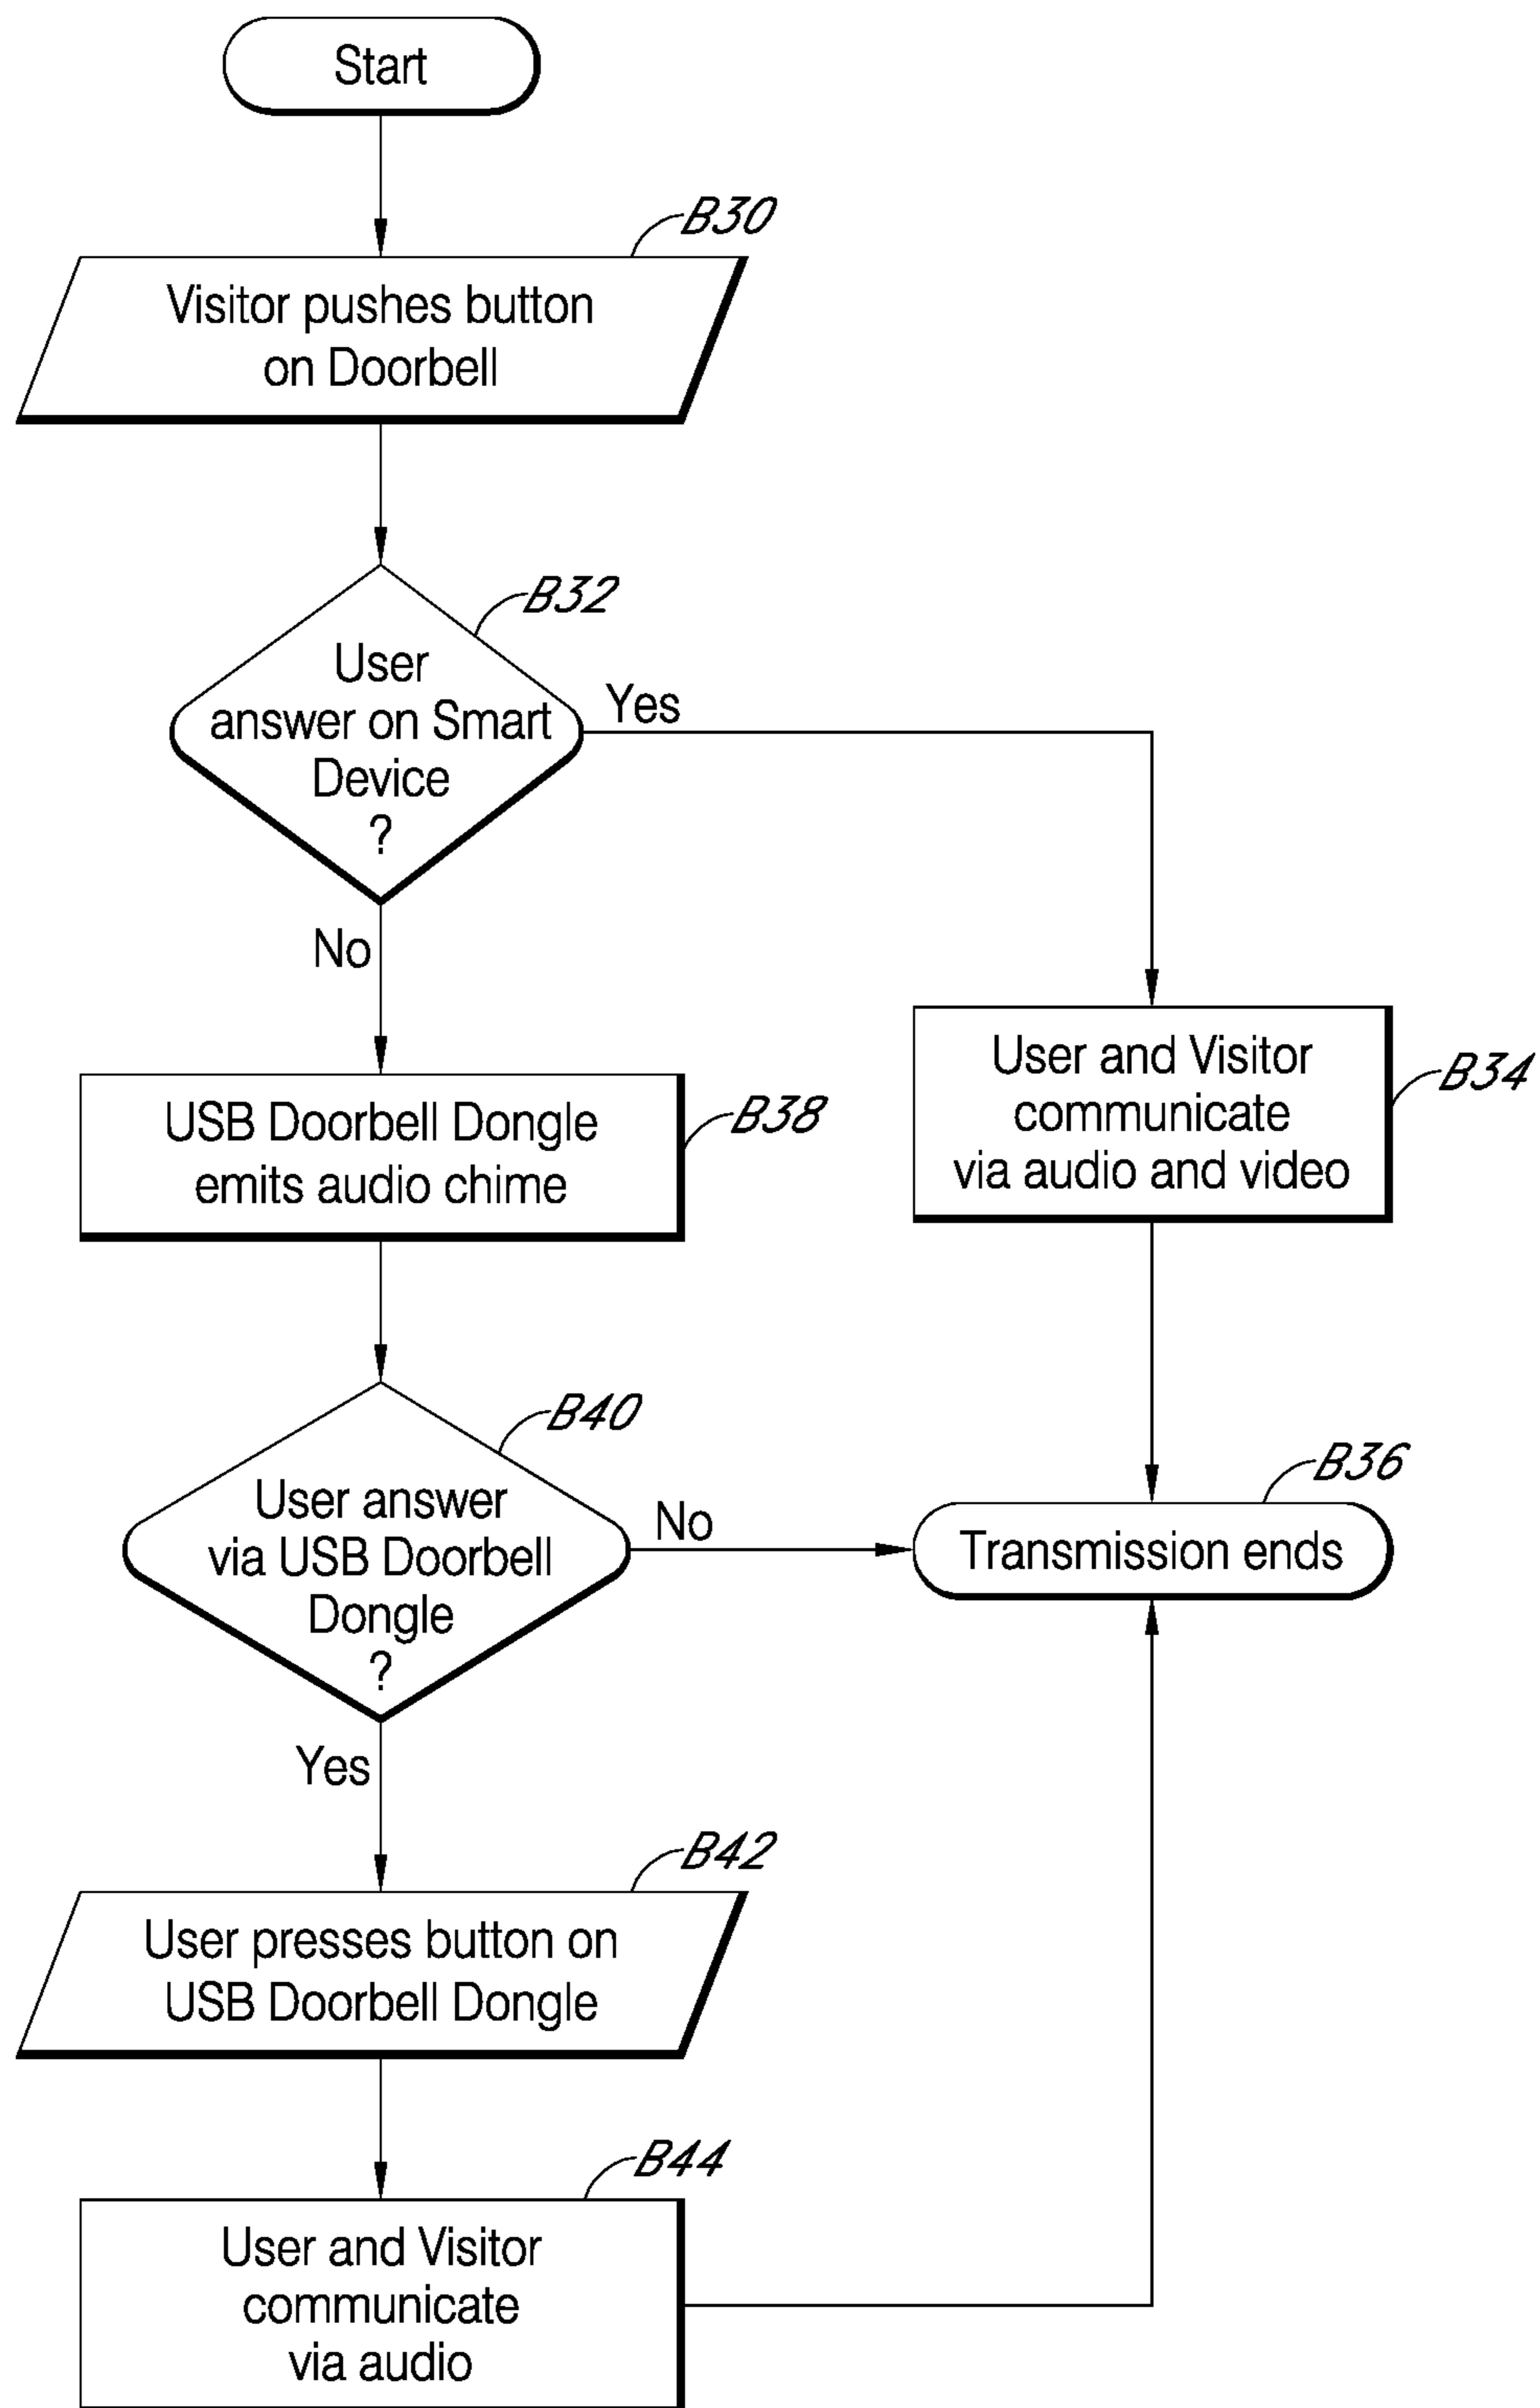 Start
B30
Visitor pushes button
on Doorbell
B32
User
answer on Smart
Device
?
Yes
No
User and Visitor
communicate
via audio and video
B34
USB Doorbell Dongle
emits audio chime
B38
B40
User answer
via USB Doorbell
Dongle
?
No
B36
Transmission ends
Yes
B42
User presses button on
USB Doorbell Dongle
B44
User and Visitor
communicate
via audio